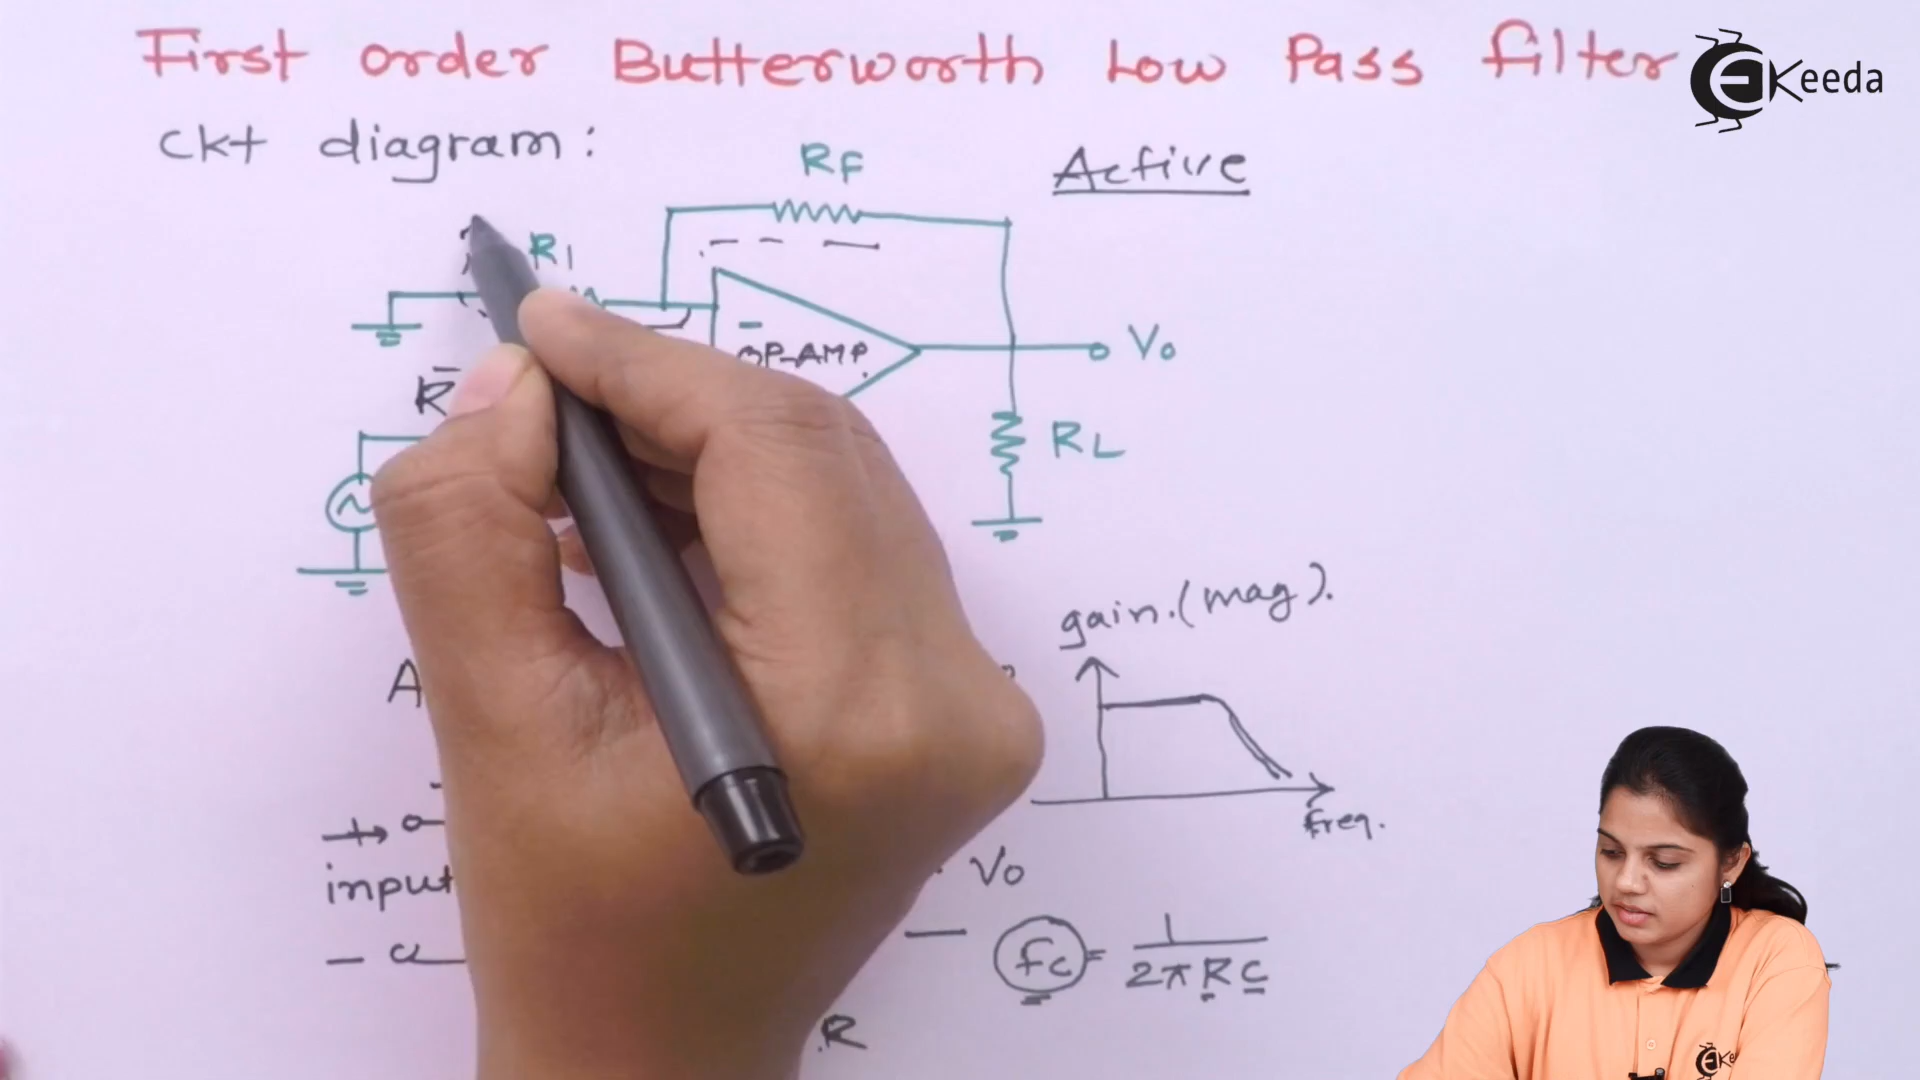 First order Butterworth Low Pass filter
EKeeda
ckt diagram:
RF
Active
R1
OP-AMP.
Vo
R
RL
gain.(mag).
A
freq.
input
Vo
fc = 1 / 2πRC
R